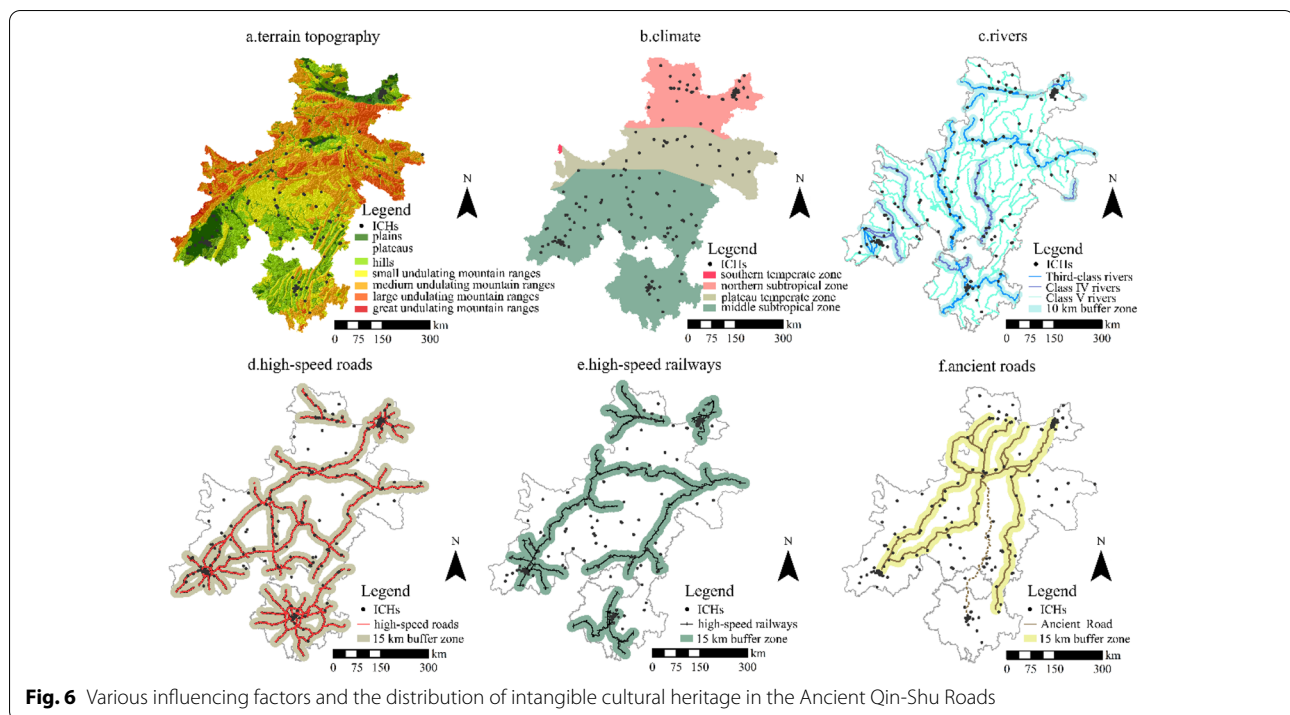 a.terrain topography
N
Legend
ICHs
plains
plateaus
hills
small undulating mountain ranges
medium undulating mountain ranges
large undulating mountain ranges
great undulating mountain ranges
km
0 75 150 300
b.climate
N
Legend
ICHs
southern temperate zone
northern subtropical zone
plateau temperate zone
middle subtropical zone
km
0 75 150 300
c.rivers
N
Legend
ICHs
Third-class rivers
Class IV rivers
Class V rivers
10 km buffer zone
km
0 75 150 300
d.high-speed roads
N
Legend
ICHs
high-speed roads
15 km buffer zone
km
0 75 150 300
e.high-speed railways
N
Legend
ICHs
high-speed railways
15 km buffer zone
km
0 75 150 300
f.ancient roads
N
Legend
ICHs
Ancient Road
15 km buffer zone
km
0 75 150 300
Fig. 6 Various influencing factors and the distribution of intangible cultural heritage in the Ancient Qin-Shu Roads